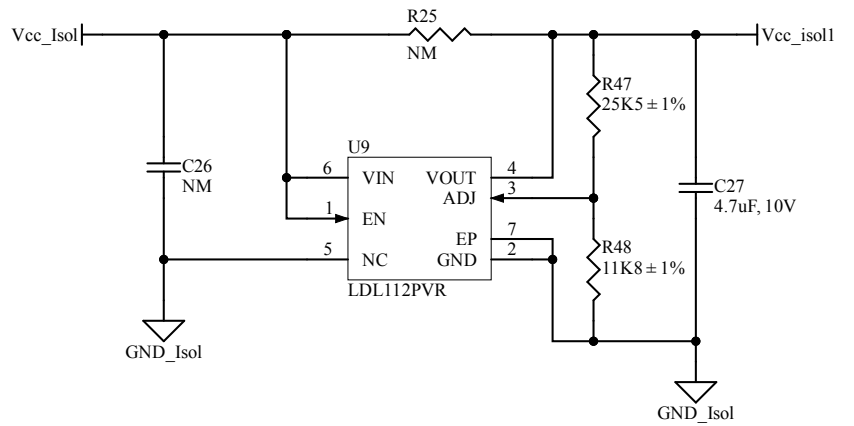 R25
Vcc_Isol
Vcc_isol1
NM
R47
25K5 ± 1%
U9
C26
NM
6
VIN
VOUT
4
ADJ
3
1
EN
C27
4.7uF, 10V
EP
7
R48
11K8 ± 1%
5
NC
GND
2
LDL112PVR
GND_Isol
GND_Isol